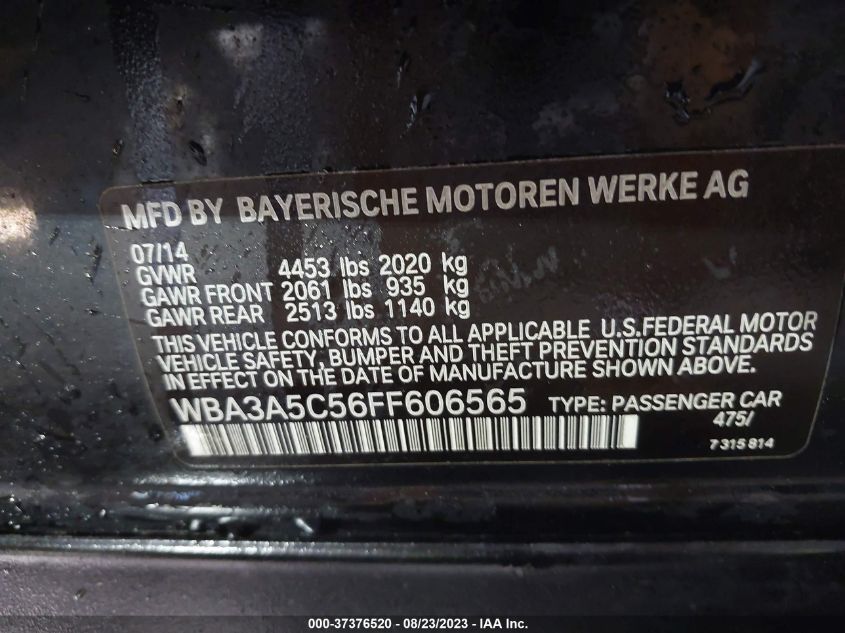 MFD BY BAYERISCHE MOTOREN WERKE AG
07/14
GVWR 4453 lbs 2020 kg
GAWR FRONT 2061 lbs 935 kg
GAWR REAR 2513 lbs 1140 kg
THIS VEHICLE CONFORMS TO ALL APPLICABLE U.S.FEDERAL MOTOR
VEHICLE SAFETY, BUMPER AND THEFT PREVENTION STANDARDS
IN EFFECT ON THE DATE OF MANUFACTURE SHOWN ABOVE.
WBA3A5C56FF606565 TYPE: PASSENGER CAR
475/
7315814
000-37376520 - 08/23/2023 - IAA Inc.